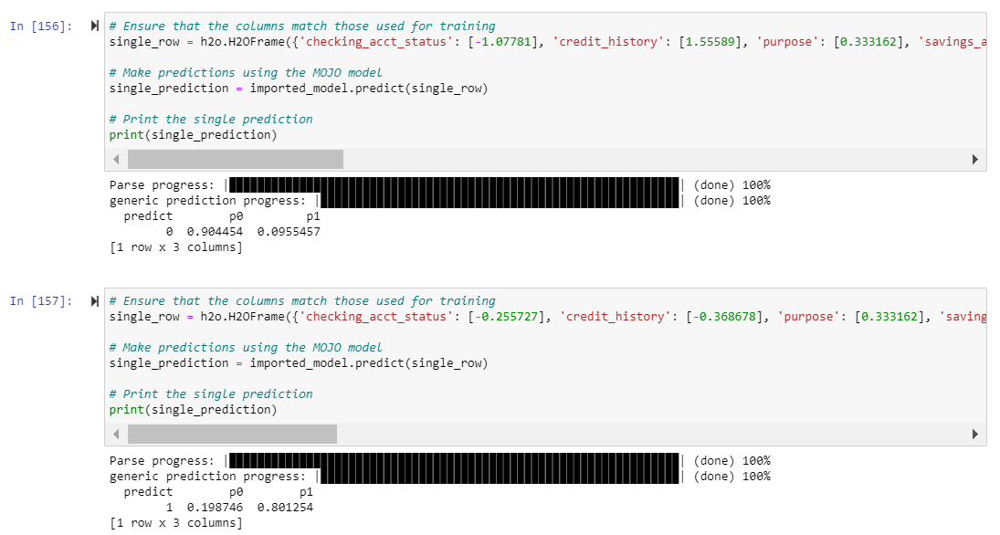 In [156]:
# Ensure that the columns match those used for training
single_row = h2o.H2OFrame({'checking_acct_status': [-1.07781], 'credit_history': [1.55589], 'purpose': [0.333162], 'savings_a
# Make predictions using the MOJO model
single_prediction = imported_model.predict(single_row)
# Print the single prediction
print(single_prediction)
Parse progress: | | (done) 100%
generic prediction progress: | | (done) 100%
predict p0 p1
0 0.904454 0.0955457
[1 row x 3 columns]
In [157]:
# Ensure that the columns match those used for training
single_row = h2o.H2OFrame({'checking_acct_status': [-0.255727], 'credit_history': [-0.368678], 'purpose': [0.333162], 'saving
# Make predictions using the MOJO model
single_prediction = imported_model.predict(single_row)
# Print the single prediction
print(single_prediction)
Parse progress: | | (done) 100%
generic prediction progress: | | (done) 100%
predict p0 p1
1 0.198746 0.801254
[1 row x 3 columns]